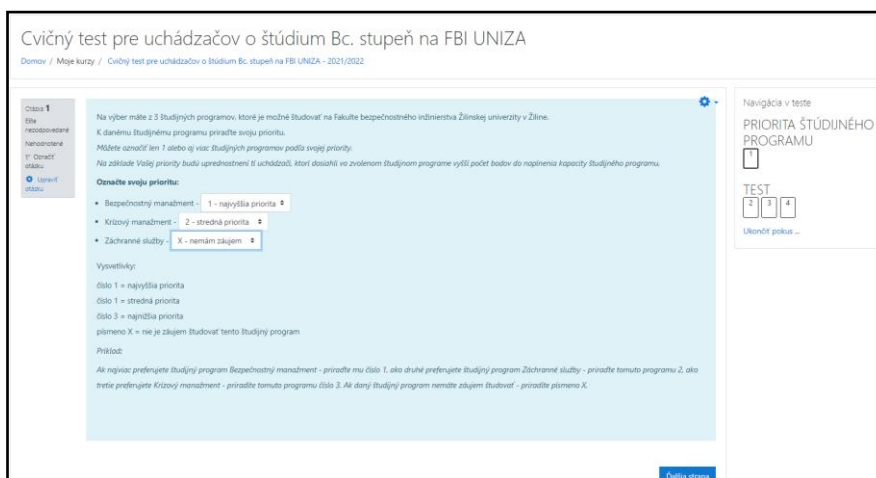 Cvičný test pre uchádzačov o štúdium Bc. stupeň na FBI UNIZA
Domov / Moje kurzy / Cvičný test pre uchádzačov o štúdium Bc. stupeň na FBI UNIZA - 2021/2022
Otázka 1
Ešte
nezodpovedané
Nehodnotené
Označiť
otázku
Upraviť
otázku
Na výber máte z 3 študijných programov, ktoré je možné študovať na Fakulte bezpečnostného inžinierstva Žilinskej univerzity v Žiline.
K danému študijnému programu priraďte svoju prioritu.
Môžete označiť len 1 alebo aj viac študijných programov podľa svojej priority.
Na základe Vašej priority budú uprednostnení tí uchádzači, ktorí dosiahli vo zvolenom študijnom programe vyšší počet bodov do naplnenia kapacity študijného programu.
Označte svoju prioritu:
• Bezpečnostný manažment - 1 - najvyššia priorita
• Krízový manažment - 2 - stredná priorita
• Záchranné služby - X - nemám záujem
Vysvetlivky:
číslo 1 = najvyššia priorita
číslo 1 = stredná priorita
číslo 3 = najnižšia priorita
písmeno X = nie je záujem študovať tento študijný program
Príklad:
Ak najviac preferujete študijný program Bezpečnostný manažment - priraďte mu číslo 1, ako druhé preferujete študijný program Záchranné služby - priraďte tomuto programu 2, ako
tretie preferujete Krízový manažment - priradíte tomuto programu číslo 3. Ak daný študijný program nemáte záujem študovať - priradíte písmeno X.
Ďalšia strana
Navigácia v teste
PRIORITA ŠTÚDIJNÉHO
PROGRAMU
1
TEST
2 3 4
Ukončiť pokus ...